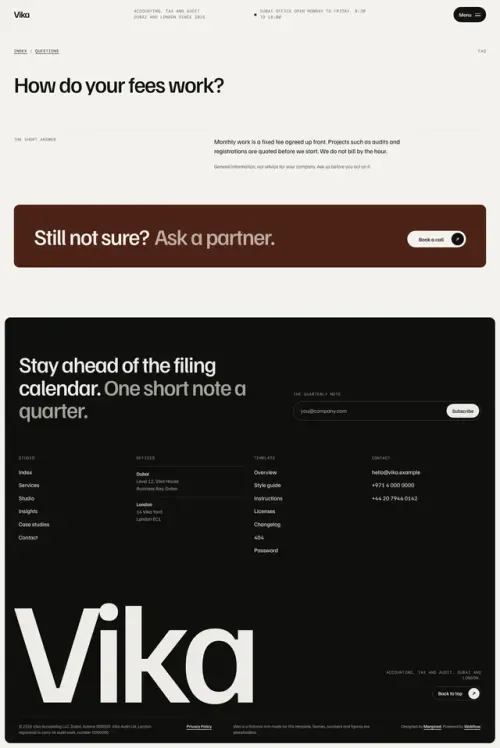 Vika
ACCOUNTING, TAX AND AUDIT
DUBAI AND LONDON SINCE 2015
DUBAI OFFICE OPEN MONDAY TO FRIDAY, 8:30
TO 18:00
Menu
INDEX / QUESTIONS
FAQ
How do your fees work?
THE SHORT ANSWER
Monthly work is a fixed fee agreed up front. Projects such as audits and
registrations are quoted before we start. We do not bill by the hour.
General information, not advice for your company. Ask us before you act on it.
Still not sure? Ask a partner.
Book a call
Stay ahead of the filing
calendar. One short note a
quarter.
THE QUARTERLY NOTE
you@company.com
Subscribe
STUDIO
OFFICES
TEMPLATE
CONTACT
Index
Services
Studio
Insights
Case studies
Contact
Dubai
Level 12, Vika House
Business Bay, Dubai
London
14 Vika Yard
London EC1
Overview
Style guide
Instructions
Licenses
Changelog
404
Password
hello@vika.example
+971 4 000 0000
+44 20 7946 0142
Vika
ACCOUNTING, TAX AND AUDIT. DUBAI AND
LONDON.
Back to top
Privacy Policy
Designed by Powered by Webflow